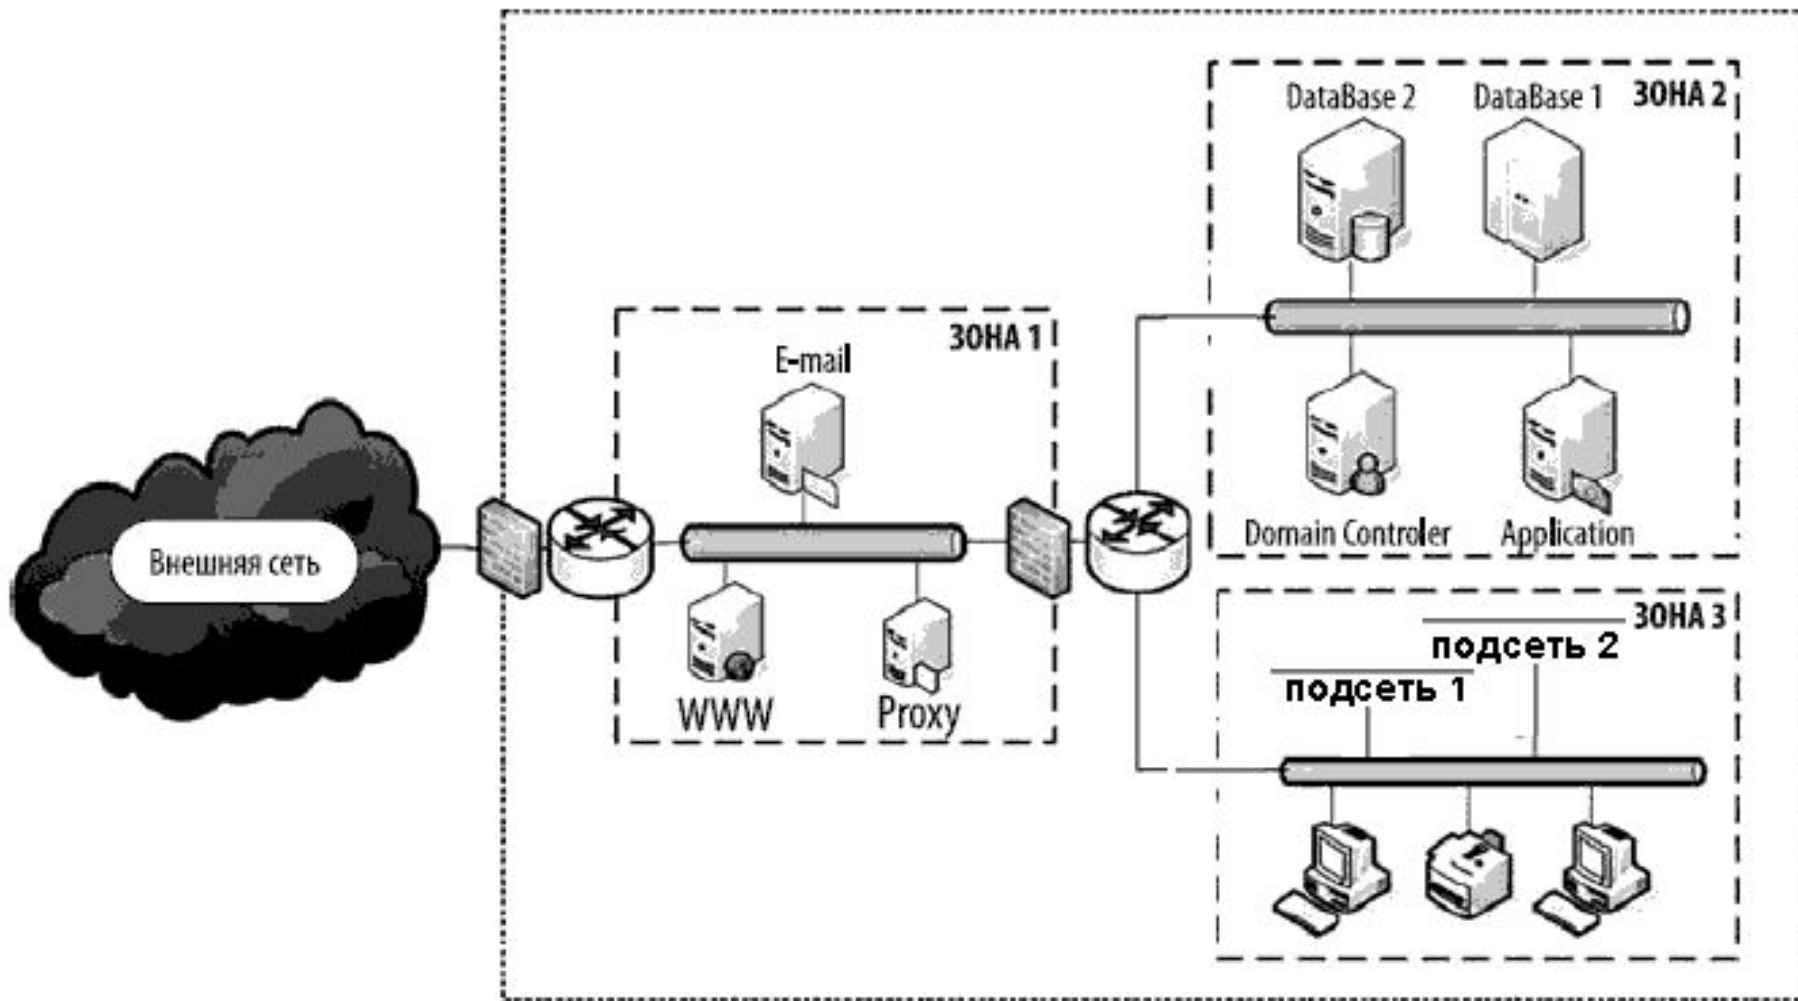 DataBase 2
DataBase 1
ЗОНА 2
ЗОНА 1
E-mail
Внешняя сеть
Domain Controler
Application
WWW
Proxy
ЗОНА 3
подсеть 2
подсеть 1